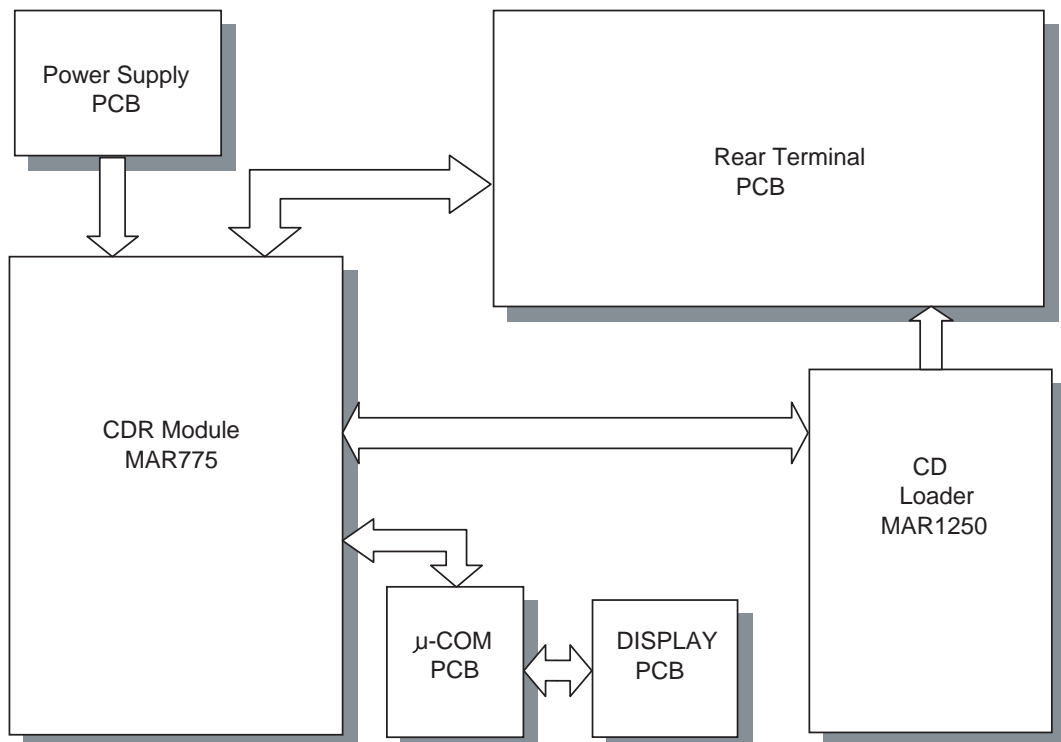 Power Supply
PCB
Rear Terminal
PCB
CDR Module
MAR775
CD
Loader
MAR1250
μ-COM
PCB
DISPLAY
PCB